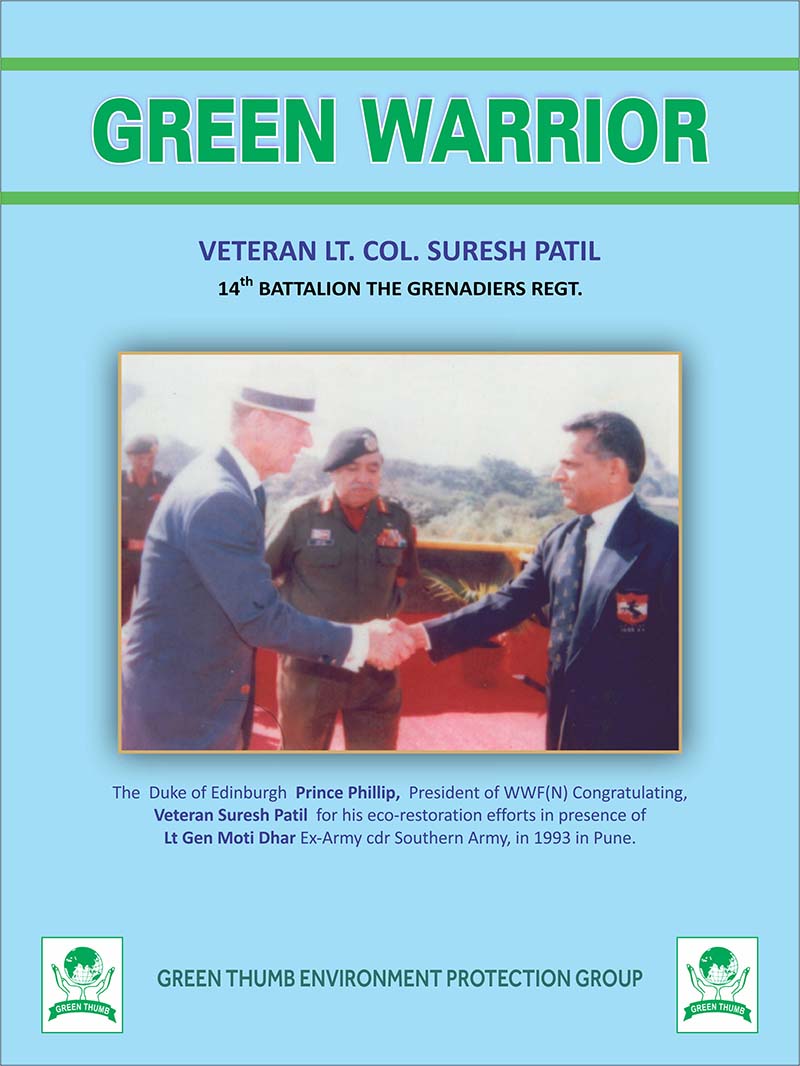 GREEN WARRIOR
VETERAN LT. COL. SURESH PATIL
14th BATTALION THE GRENADIERS REGT.
The Duke of Edinburgh Prince Phillip, President of WWF(N) Congratulating,
Veteran Suresh Patil for his eco-restoration efforts in presence of
Lt Gen Moti Dhar Ex-Army cdr Southern Army, in 1993 in Pune.
GREEN THUMB
GREEN THUMB ENVIRONMENT PROTECTION GROUP
GREEN THUMB